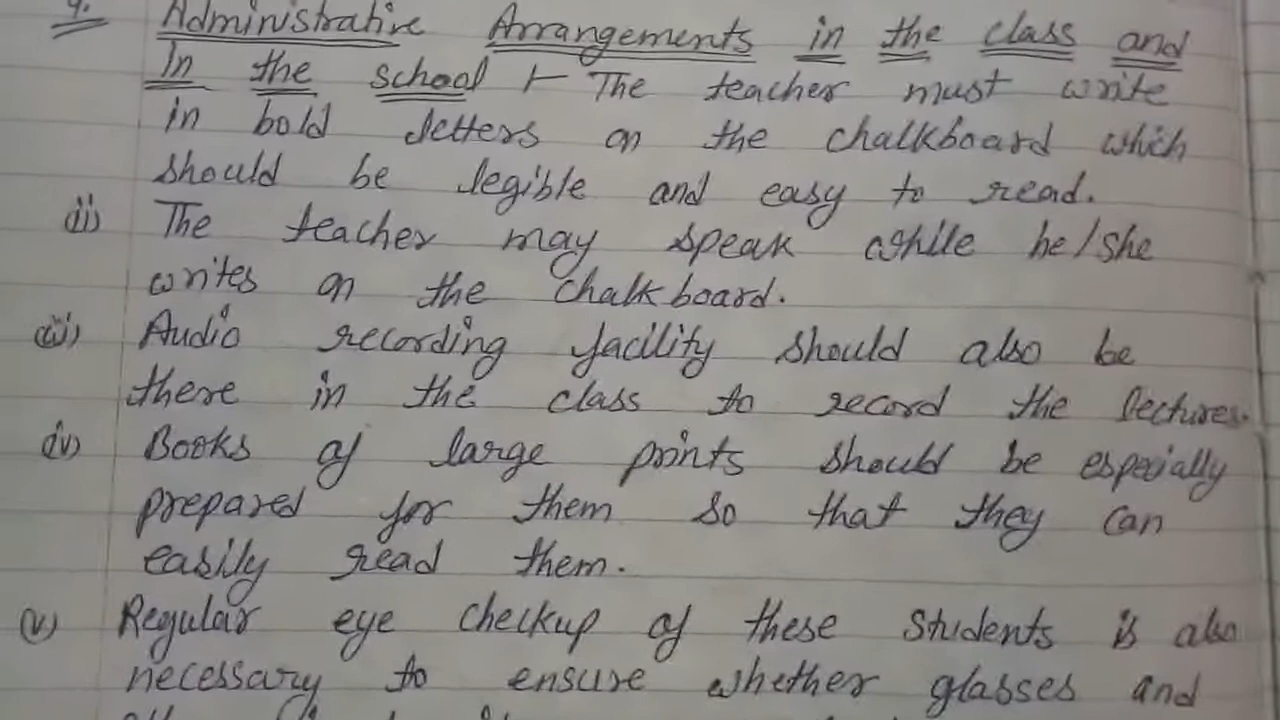 9. Administrative Arrangements in the class and
In the school :- The teacher must write
in bold letters on the chalkboard which
should be legible and easy to read.
ii) The teacher may speak while he/she
writes on the chalkboard.
iii) Audio recording facility should also be
there in the class to record the lectures.
iv) Books of large prints should be especially
prepared for them so that they can
easily read them.
(v) Regular eye checkup of these students is also
necessary to ensure whether glasses and